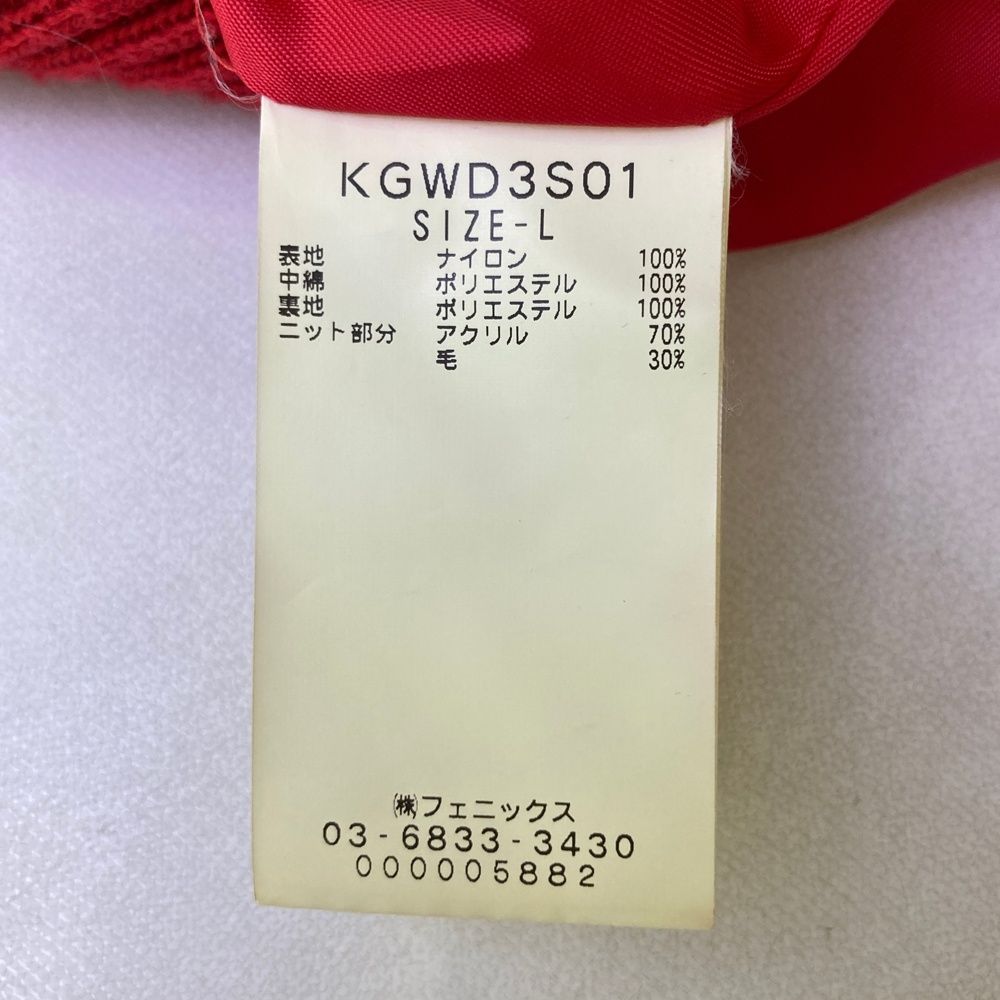 KGWD3S01
SIZE-L
表地 ナイロン 100%
中綿 ポリエステル 100%
裏地 ポリエステル 100%
ニット部分 アクリル 70%
毛 30%
㈱フェニックス
03-6833-3430
0000005882